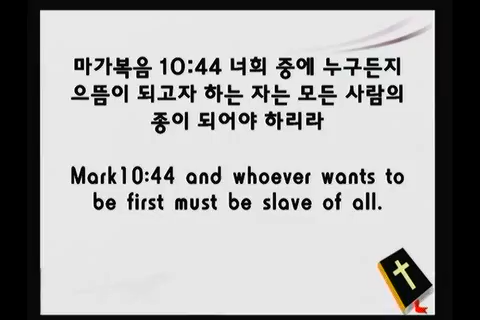 마가복음 10:44 너희 중에 누구든지
으뜸이 되고자 하는 자는 모든 사람의
종이 되어야 하리라
Mark10:44 and whoever wants to
be first must be slave of all.